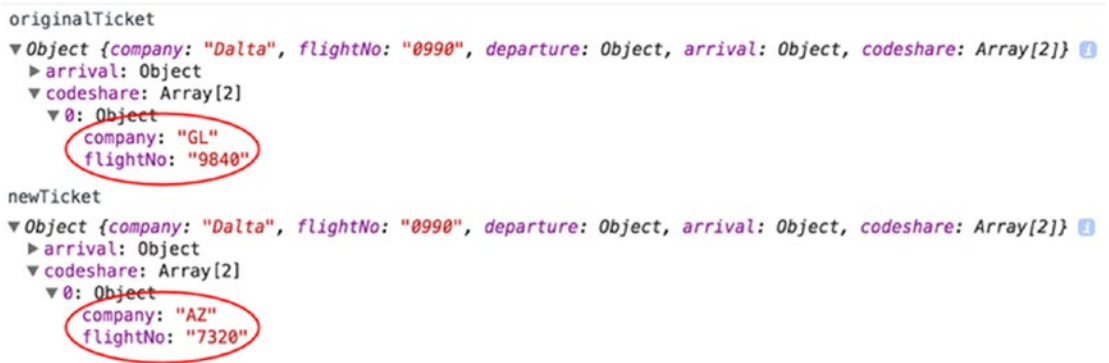 originalTicket
▼Object {company: "Dalta", flightNo: "0990", departure: Object, arrival: Object, codeshare: Array[2]} i
▶arrival: Object
▼codeshare: Array[2]
▼0: Object
company: "GL"
flightNo: "9840"
newTicket
▼Object {company: "Dalta", flightNo: "0990", departure: Object, arrival: Object, codeshare: Array[2]} i
▶arrival: Object
▼codeshare: Array[2]
▼0: Object
company: "AZ"
flightNo: "7320"